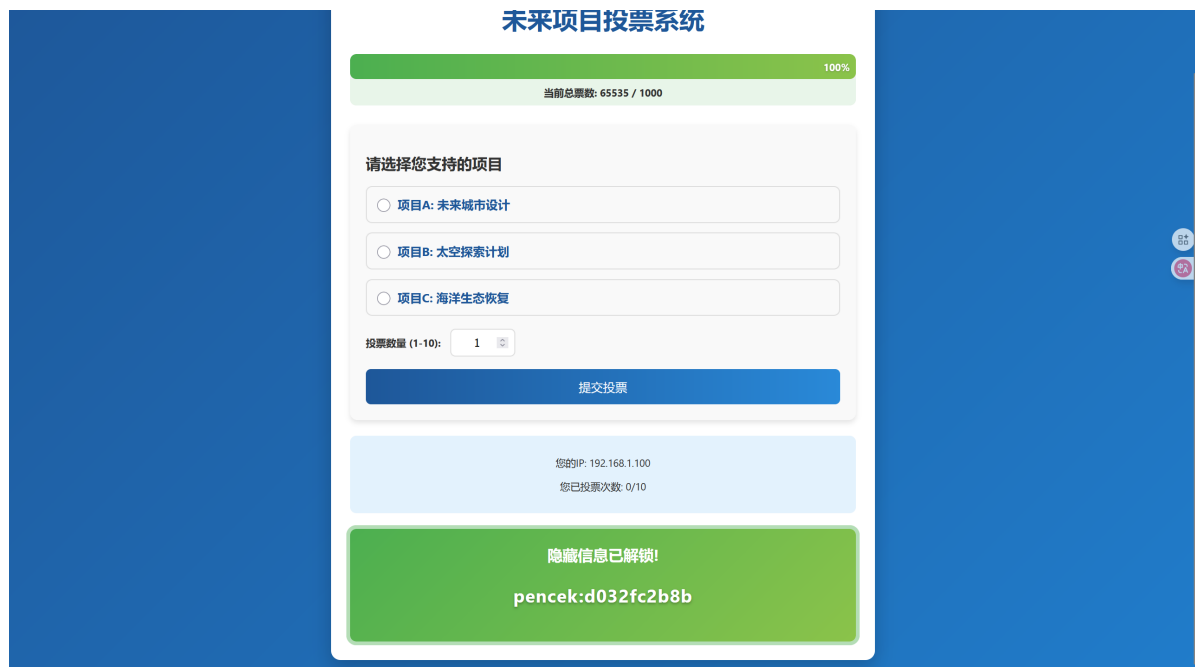 未来项目投票系统
100%
当前总票数: 65535 / 1000
请选择您支持的项目
项目A: 未来城市设计
项目B: 太空探索计划
项目C: 海洋生态恢复
投票数量 (1-10): 1
提交投票
您的IP: 192.168.1.100
您已投票次数: 0/10
隐藏信息已解锁!
pencek:d032fc2b8b